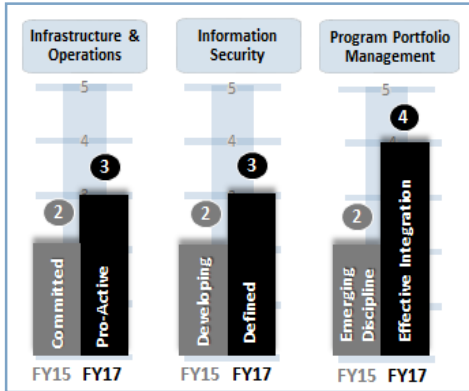 Infrastructure &
Operations
5
4
3
2
Committed
Pro-Active
FY15 FY17
Information
Security
5
4
3
2
Developing
Defined
FY15 FY17
Program Portfolio
Management
5
4
2
Emerging
Discipline
Effective Integration
FY15 FY17